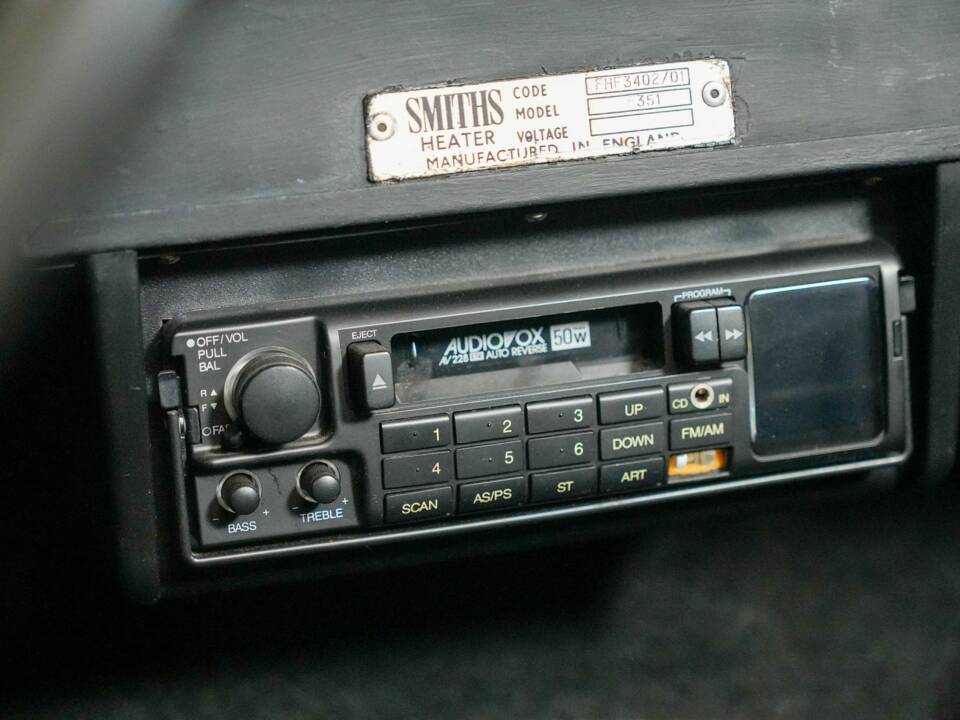 SMITHS
HEATER
CODE FHF3402/01
MODEL 351
VOLTAGE
MANUFACTURED IN ENGLAND
OFF/VOL
PULL
BAL
R▲
F▼
EJECT
AUDIOVOX 50W
AV228 AUTO REVERSE
PROGRAM
1 2 3 UP CD IN
4 5 6 DOWN FM/AM
SCAN AS/PS ST ART
- BASS +
- TREBLE +